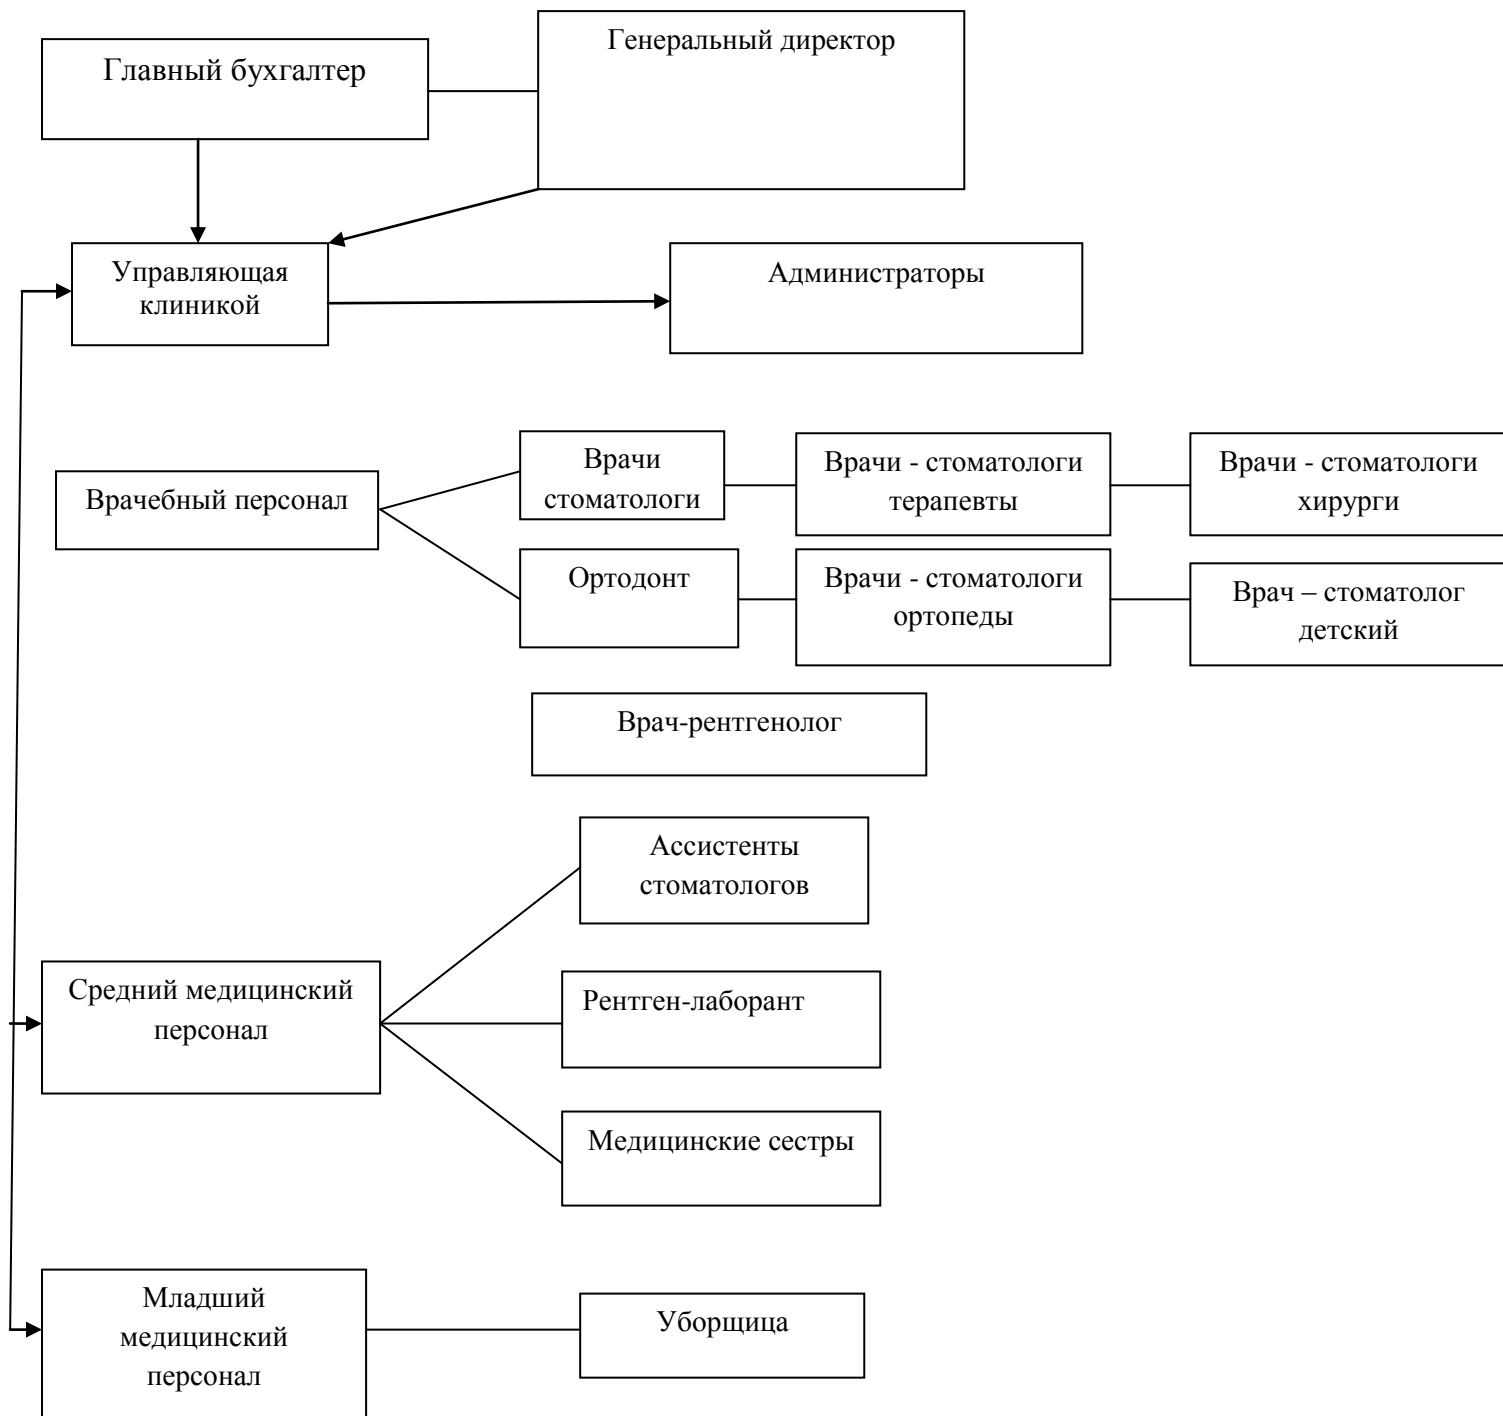 Главный бухгалтер
Генеральный директор
Управляющая
клиникой
Администраторы
Врачебный персонал
Врачи
стоматологи
Врачи - стоматологи
терапевты
Врачи - стоматологи
хирурги
Ортодонт
Врачи - стоматологи
ортопеды
Врач – стоматолог
детский
Врач-рентгенолог
Ассистенты
стоматологов
Средний медицинский
персонал
Рентген-лаборант
Медицинские сестры
Младший
медицинский
персонал
Уборщица